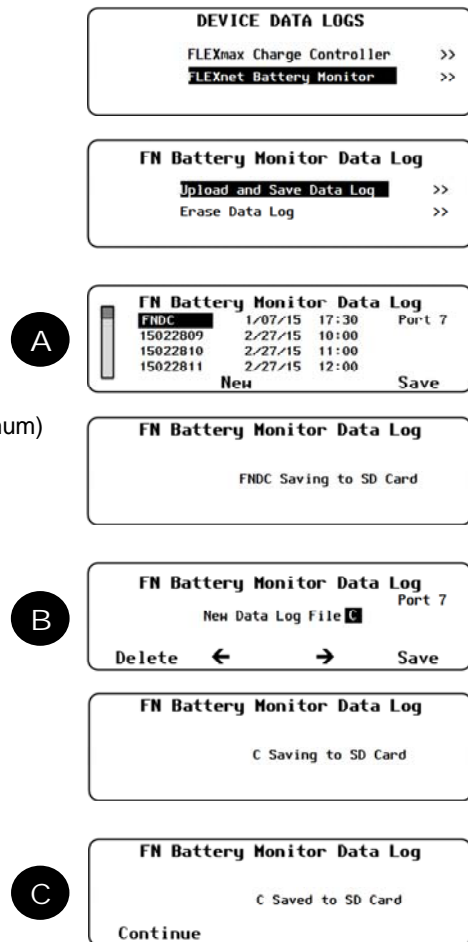 DEVICE DATA LOGS
FLEXmax Charge Controller >>
FLEXnet Battery Monitor >>
FN Battery Monitor Data Log
Upload and Save Data Log >>
Erase Data Log >>
A
FN Battery Monitor Data Log
FNDC 1/07/15 17:30 Port 7
15022809 2/27/15 10:00
15022810 2/27/15 11:00
15022811 2/27/15 12:00
New Save
num)
FN Battery Monitor Data Log
FNDC Saving to SD Card
B
FN Battery Monitor Data Log
Port 7
New Data Log File C
Delete ← → Save
FN Battery Monitor Data Log
C Saving to SD Card
C
FN Battery Monitor Data Log
C Saved to SD Card
Continue